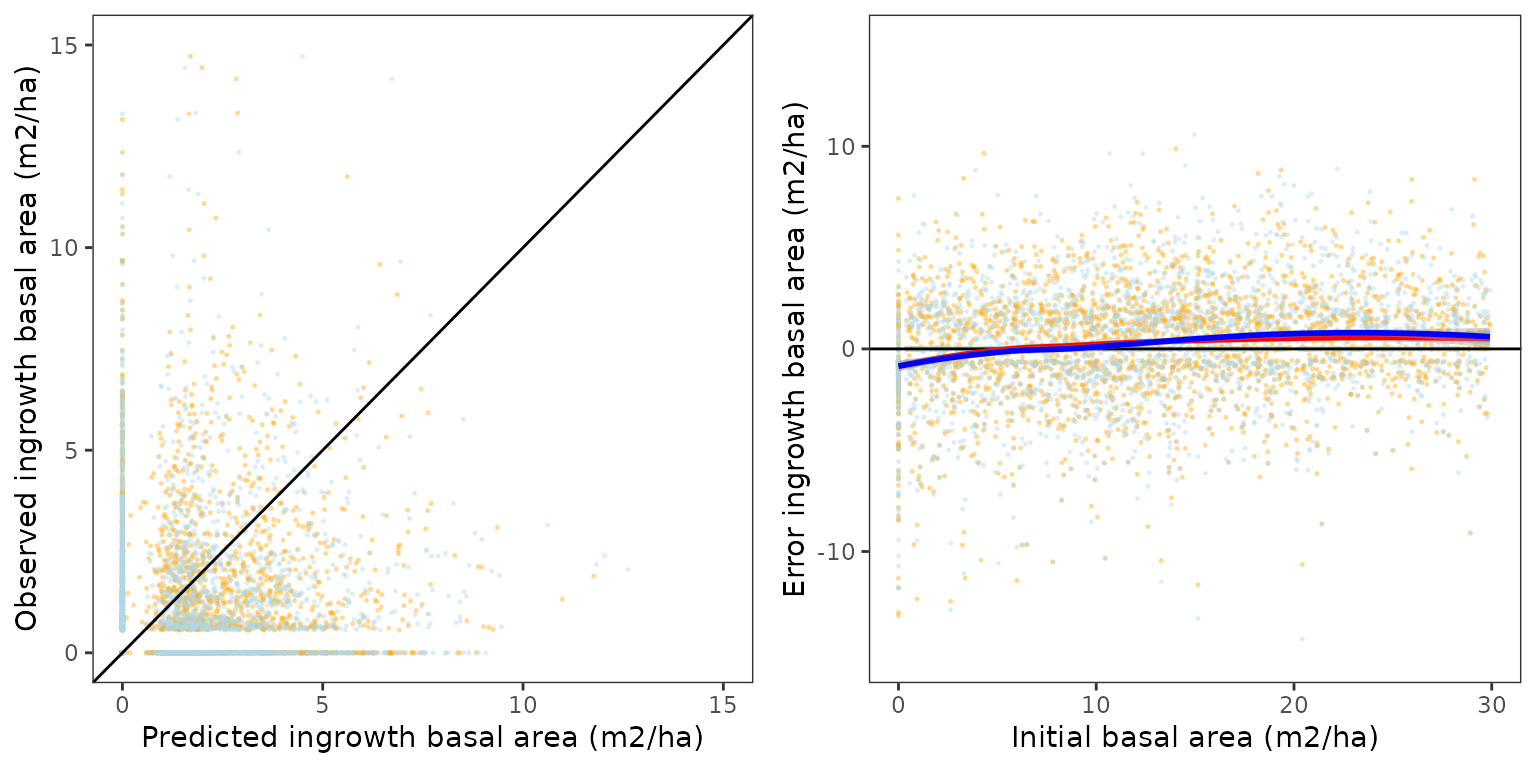 Observed ingrowth basal area (m2/ha)
15
10
5
0
0 5 10 15
Predicted ingrowth basal area (m2/ha)
Error ingrowth basal area (m2/ha)
10
0
-10
0 10 20 30
Initial basal area (m2/ha)